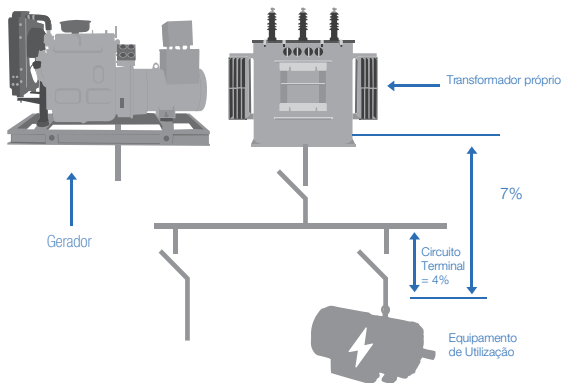 Transformador próprio
7%
Gerador
Circuito
Terminal
= 4%
Equipamento
de Utilização